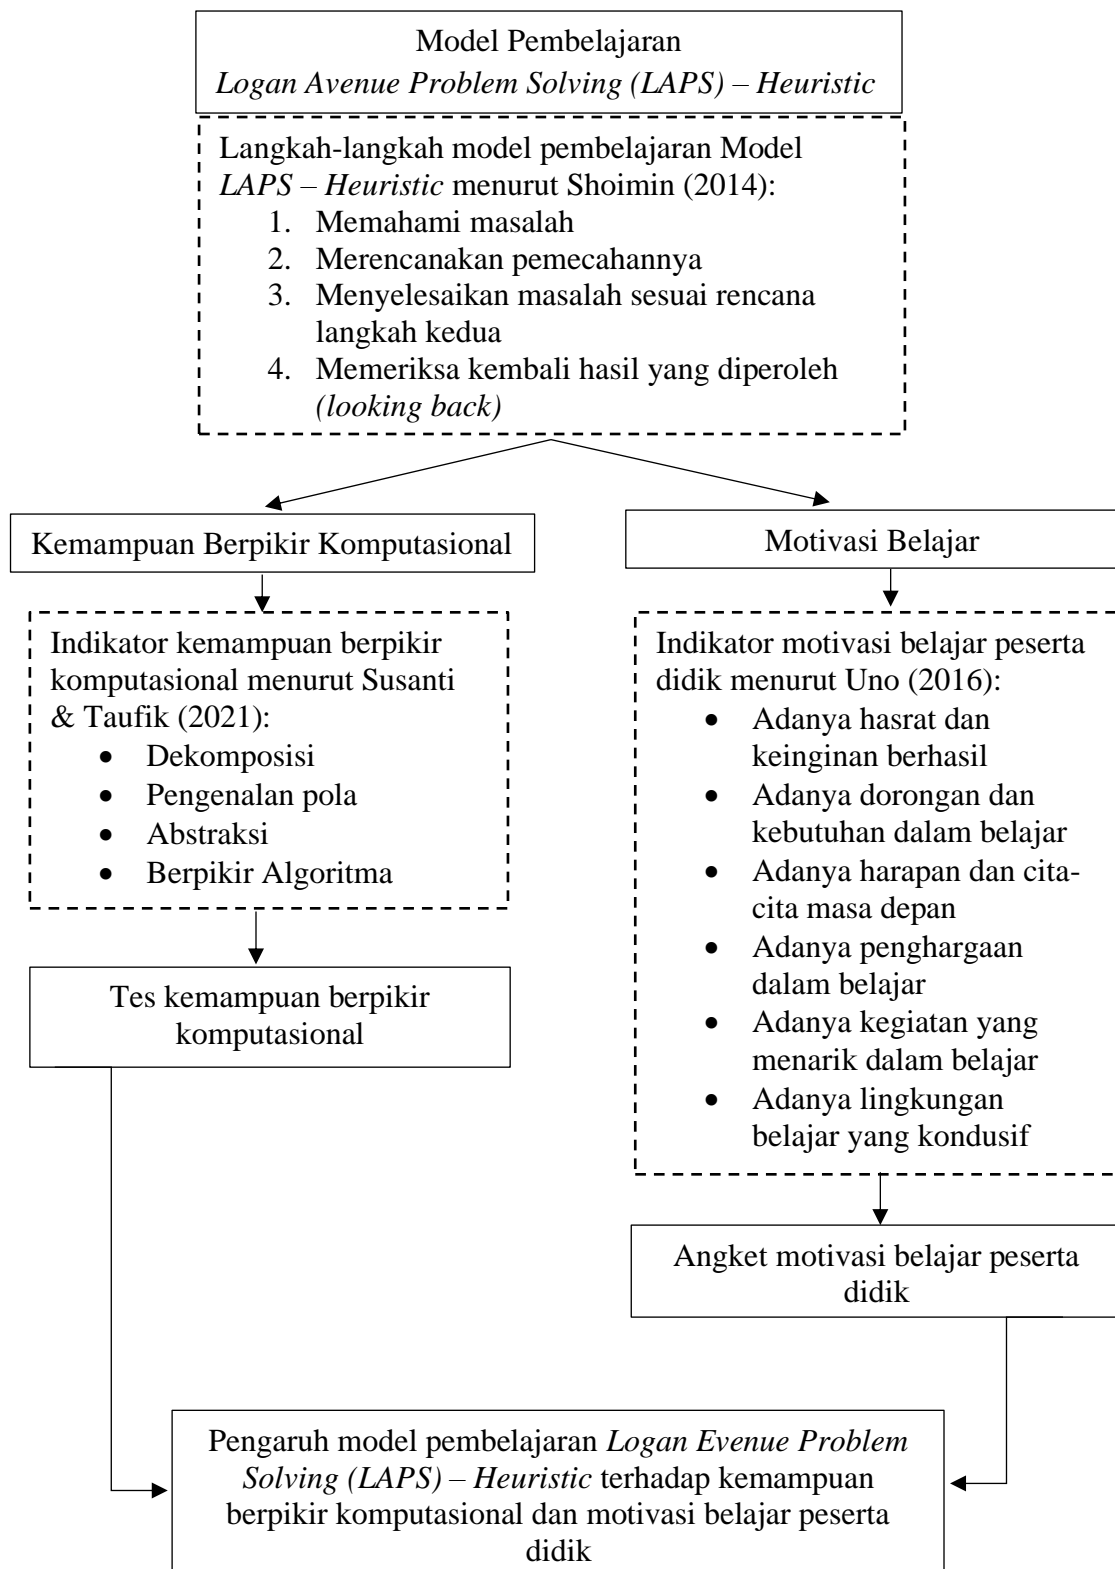 Model Pembelajaran
Logan Avenue Problem Solving (LAPS) – Heuristic
Langkah-langkah model pembelajaran Model
LAPS – Heuristic menurut Shoimin (2014):
1. Memahami masalah
2. Merencanakan pemecahannya
3. Menyelesaikan masalah sesuai rencana
langkah kedua
4. Memeriksa kembali hasil yang diperoleh
(looking back)
Kemampuan Berpikir Komputasional
Indikator kemampuan berpikir
komputasional menurut Susanti
& Taufik (2021):
• Dekomposisi
• Pengenalan pola
• Abstraksi
• Berpikir Algoritma
Tes kemampuan berpikir
komputasional
Motivasi Belajar
Indikator motivasi belajar peserta
didik menurut Uno (2016):
• Adanya hasrat dan
keinginan berhasil
• Adanya dorongan dan
kebutuhan dalam belajar
• Adanya harapan dan cita-
cita masa depan
• Adanya penghargaan
dalam belajar
• Adanya kegiatan yang
menarik dalam belajar
• Adanya lingkungan
belajar yang kondusif
Angket motivasi belajar peserta
didik
Pengaruh model pembelajaran Logan Evenue Problem
Solving (LAPS) – Heuristic terhadap kemampuan
berpikir komputasional dan motivasi belajar peserta
didik